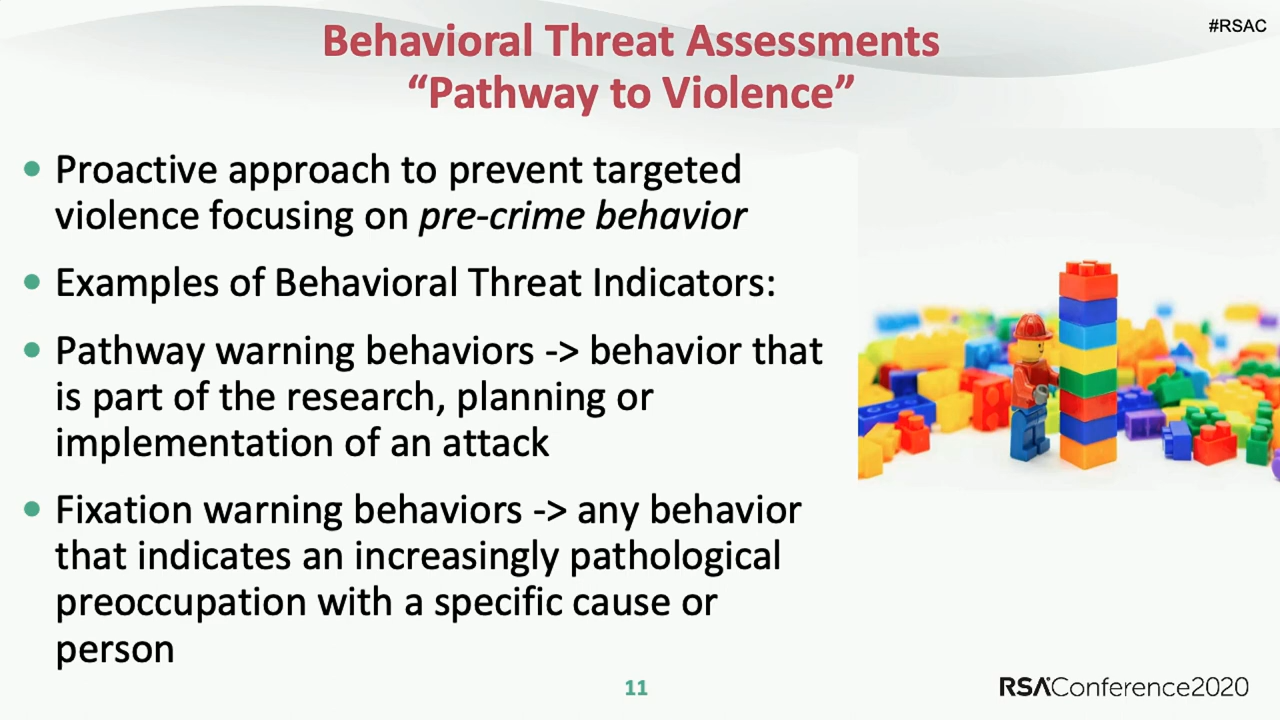 #RSAC
Behavioral Threat Assessments
“Pathway to Violence”
Proactive approach to prevent targeted
violence focusing on pre-crime behavior
Examples of Behavioral Threat Indicators:
Pathway warning behaviors -> behavior that
is part of the research, planning or
implementation of an attack
Fixation warning behaviors -> any behavior
that indicates an increasingly pathological
preoccupation with a specific cause or
person
11
RSAConference2020